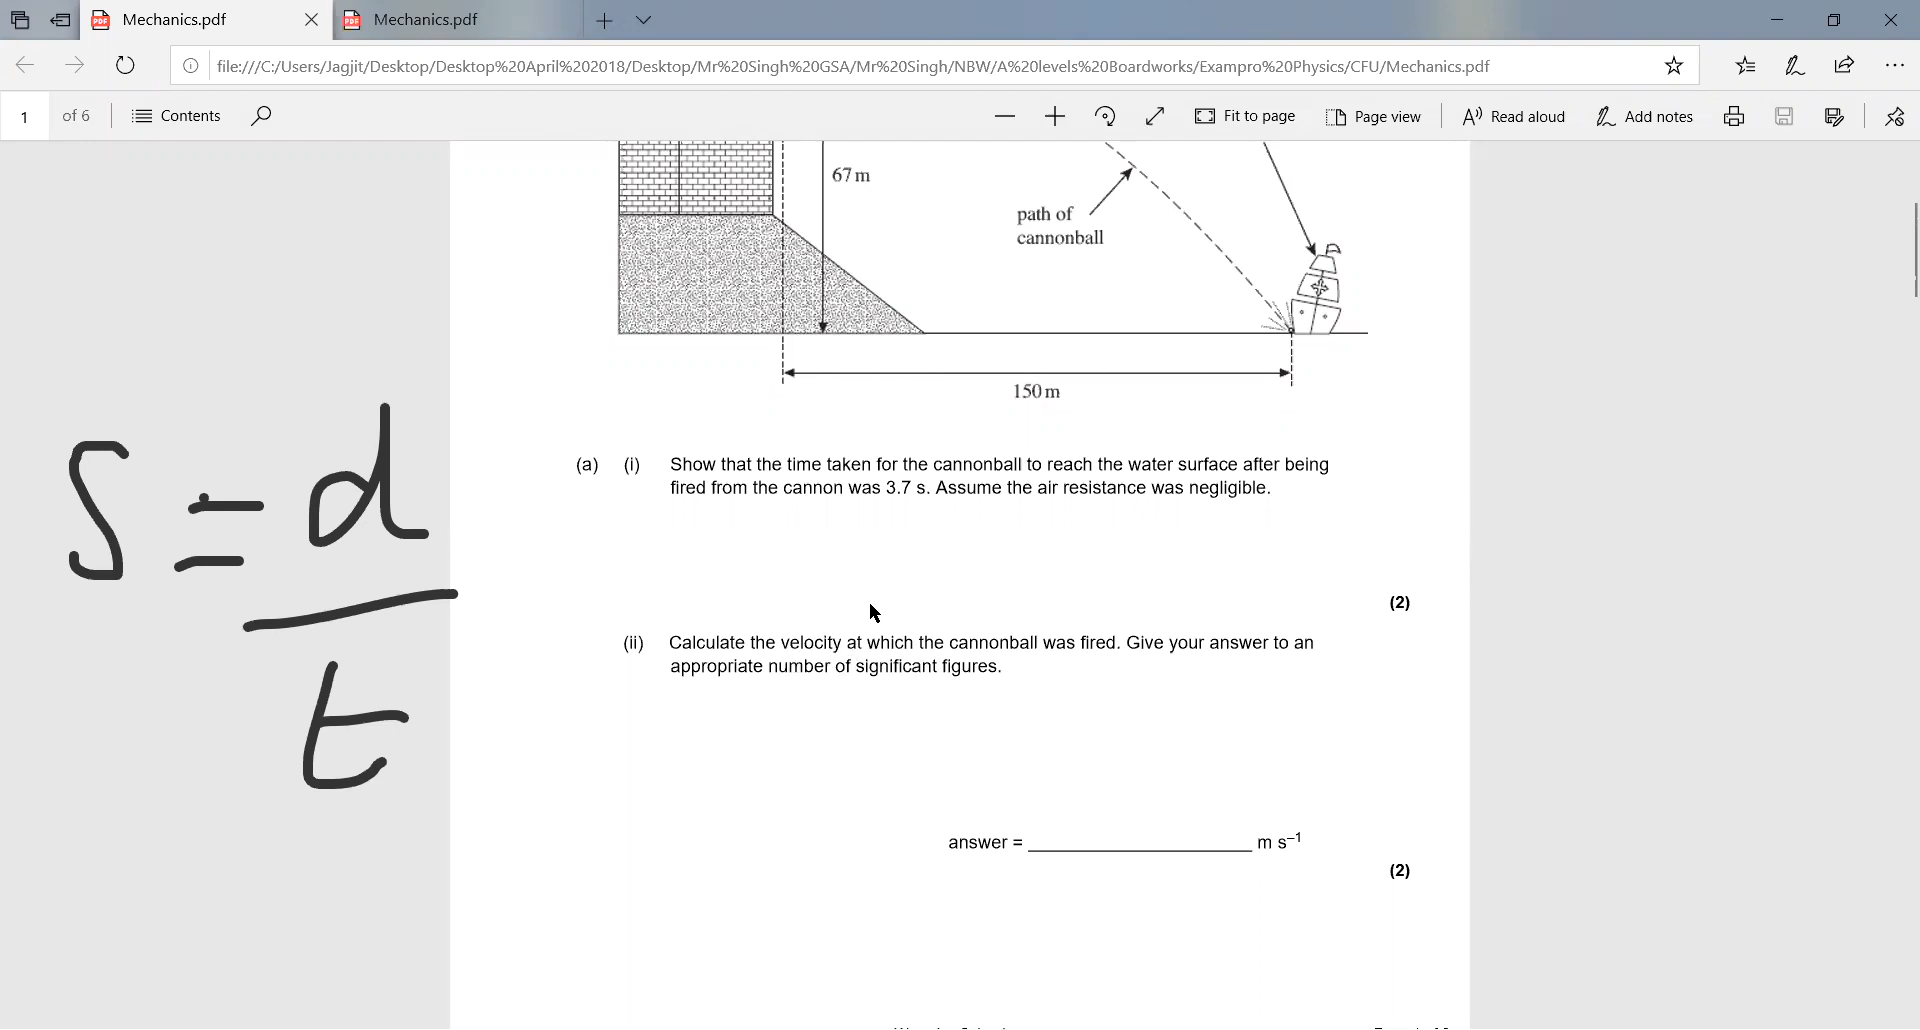 Mechanics.pdf
Mechanics.pdf
file:///C:/Users/Jagjit/Desktop/Desktop%20April%202018/Desktop/Mr%20Singh%20GSA/Mr%20Singh/NBW/A%20levels%20Boardworks/Exampro%20Physics/CFU/Mechanics.pdf
1 of 6 Contents Fit to page Page view Read aloud Add notes
67 m
path of
cannonball
150 m
S = d
t
(a) (i) Show that the time taken for the cannonball to reach the water surface after being
fired from the cannon was 3.7 s. Assume the air resistance was negligible.
(2)
(ii) Calculate the velocity at which the cannonball was fired. Give your answer to an
appropriate number of significant figures.
answer = ______________________ m s⁻¹
(2)